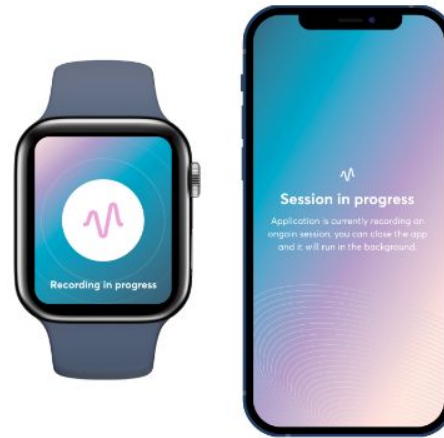 Recording in progress
Session in progress
Application is currently recording an
ongoin session, you can close the app
and it will run in the background.